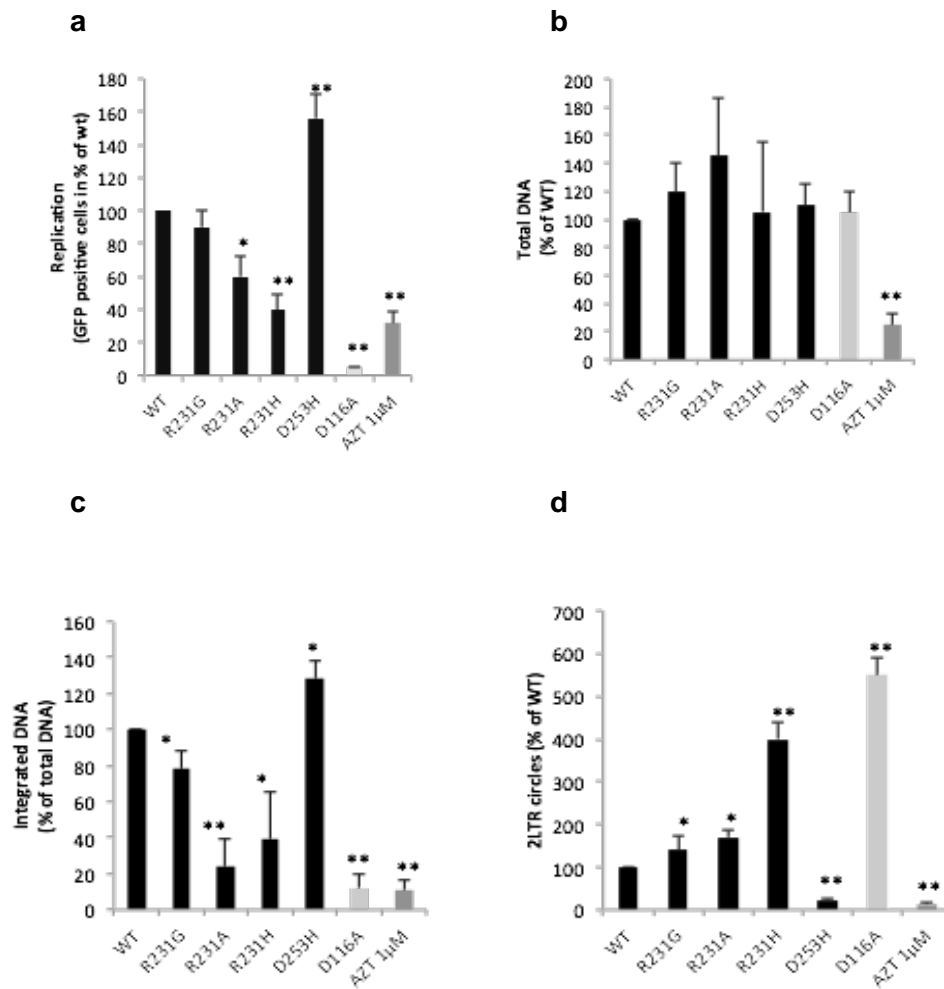 a
Replication
(GFP positive cells in % of wt)
180
160
140
120
100
80
60
40
20
0
**
*
**
**
**
WT
R231G
R231A
R231H
D253H
D116A
AZT 1µM
b
Total DNA
(% of WT)
200
180
160
140
120
100
80
60
40
20
0
**
WT
R231G
R231A
R231H
D253H
D116A
AZT 1µM
c
Integrated DNA
(% of total DNA)
160
140
120
100
80
60
40
20
0
*
**
*
*
**
**
WT
R231G
R231A
R231H
D253H
D116A
AZT 1µM
d
2LTR circles (% of WT)
700
600
500
400
300
200
100
0
*
*
**
**
**
**
WT
R231G
R231A
R231H
D253H
D116A
AZT 1µM